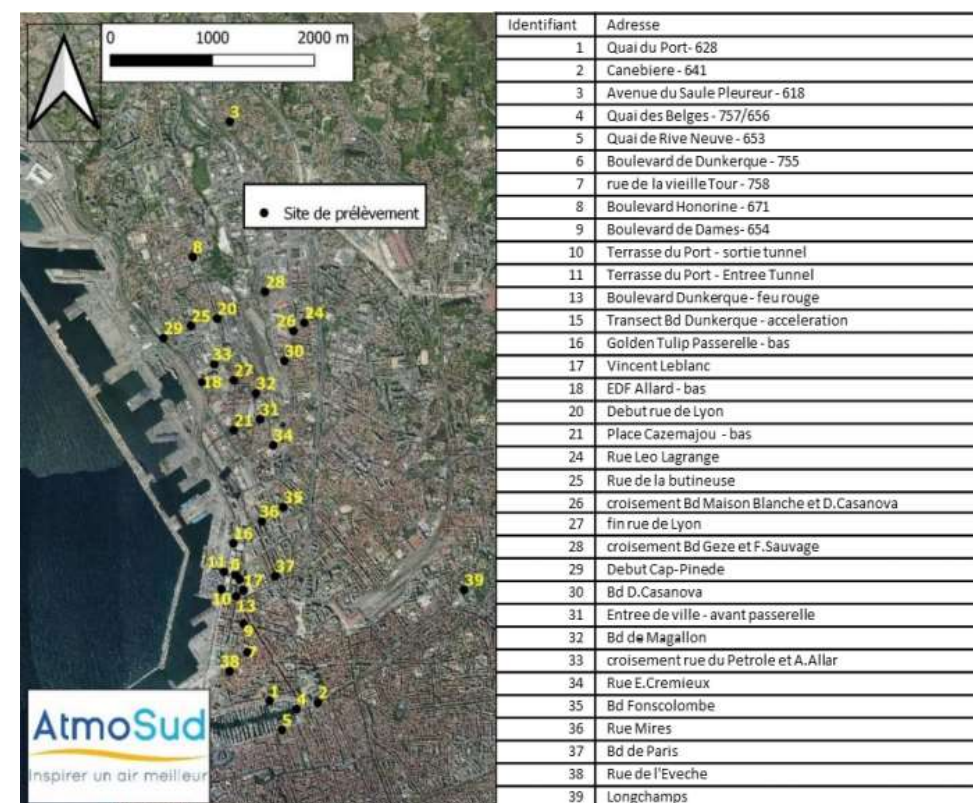 0 1000 2000 m
3
Site de prélèvement
8
28
20
25
24
26
29
33
30
27
18
32
31
21
34
35
36
16
11
6
37
17
39
10
13
9
7
38
1
2
4
5
AtmoSud
Inspirer un air meilleur
Identifiant Adresse
1 Quai du Port- 628
2 Canebiere - 641
3 Avenue du Saule Pleureur - 618
4 Quai des Belges - 757/656
5 Quai de Rive Neuve - 653
6 Boulevard de Dunkerque - 755
7 rue de la vieille Tour - 758
8 Boulevard Honorine - 671
9 Boulevard de Dames- 654
10 Terrasse du Port - sortie tunnel
11 Terrasse du Port - Entree Tunnel
13 Boulevard Dunkerque - feu rouge
15 Transect Bd Dunkerque - acceleration
16 Golden Tulip Passerelle - bas
17 Vincent Leblanc
18 EDF Allard - bas
20 Debut rue de Lyon
21 Place Cazemajou - bas
24 Rue Leo Lagrange
25 Rue de la butineuse
26 croisement Bd Maison Blanche et D.Casanova
27 fin rue de Lyon
28 croisement Bd Geze et F.Sauvage
29 Debut Cap-Pinede
30 Bd D.Casanova
31 Entree de ville - avant passerelle
32 Bd de Magallon
33 croisement rue du Petrole et A.Allar
34 Rue E.Cremieux
35 Bd Fonscolombe
36 Rue Mires
37 Bd de Paris
38 Rue de l'Eveche
39 Longchamps